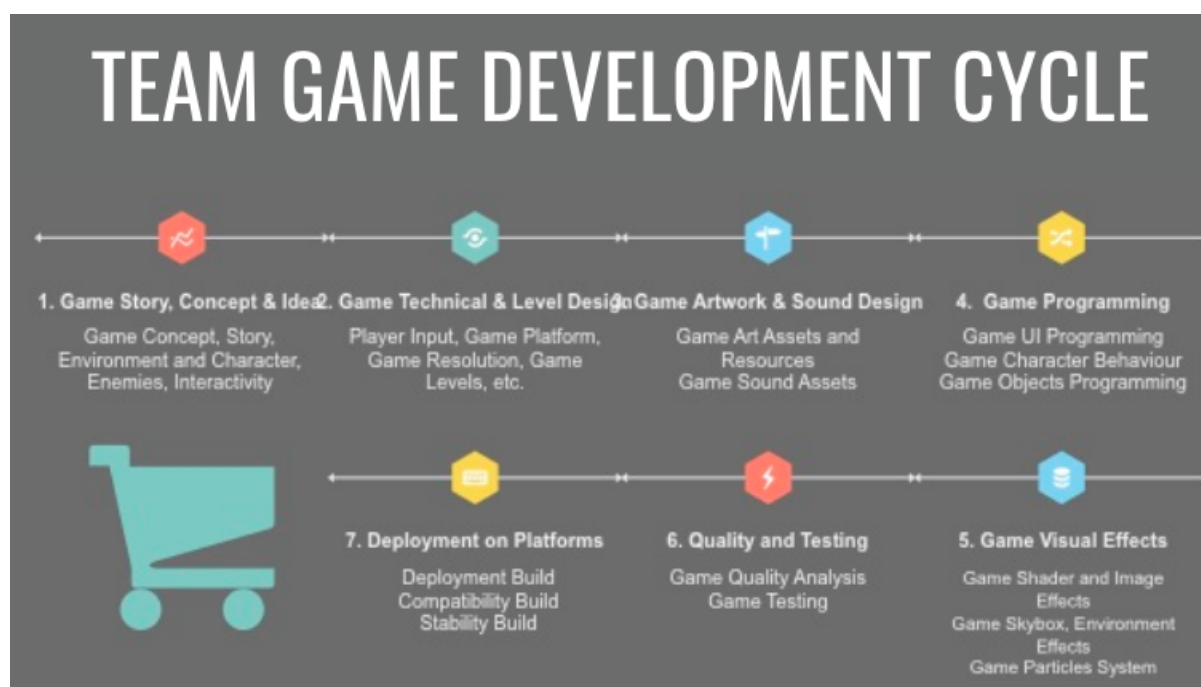 TEAM GAME DEVELOPMENT CYCLE
1. Game Story, Concept & Idea
Game Concept, Story,
Environment and Character,
Enemies, Interactivity
2. Game Technical & Level Design
Player Input, Game Platform,
Game Resolution, Game
Levels, etc.
3. Game Artwork & Sound Design
Game Art Assets and
Resources
Game Sound Assets
4. Game Programming
Game UI Programming
Game Character Behaviour
Game Objects Programming
5. Game Visual Effects
Game Shader and Image
Effects
Game Skybox, Environment
Effects
Game Particles System
6. Quality and Testing
Game Quality Analysis
Game Testing
7. Deployment on Platforms
Deployment Build
Compatibility Build
Stability Build